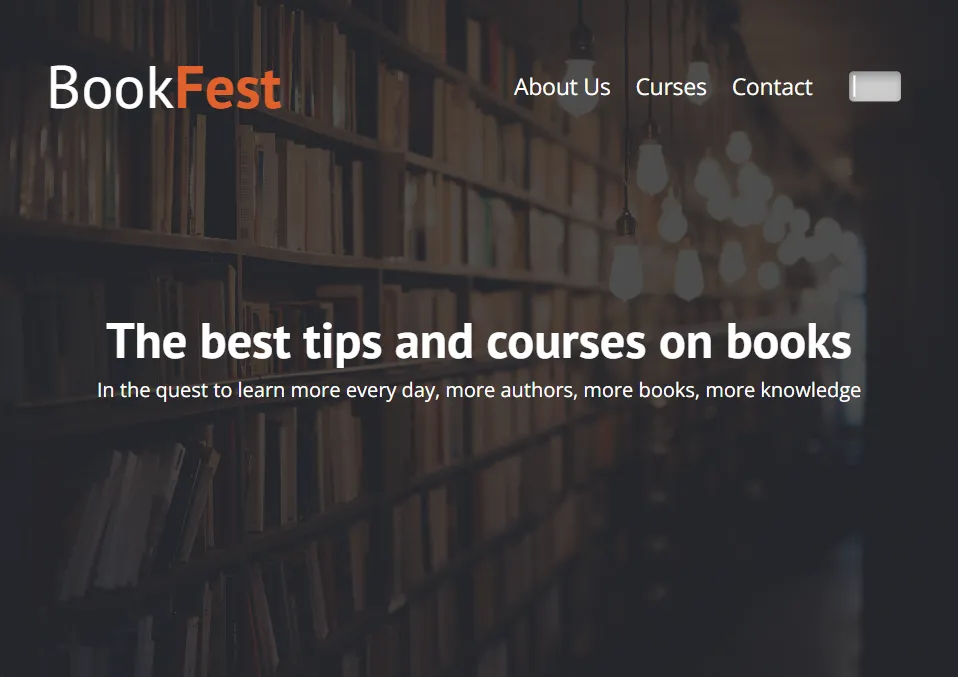 BookFest
About Us Curses Contact
The best tips and courses on books
In the quest to learn more every day, more authors, more books, more knowledge